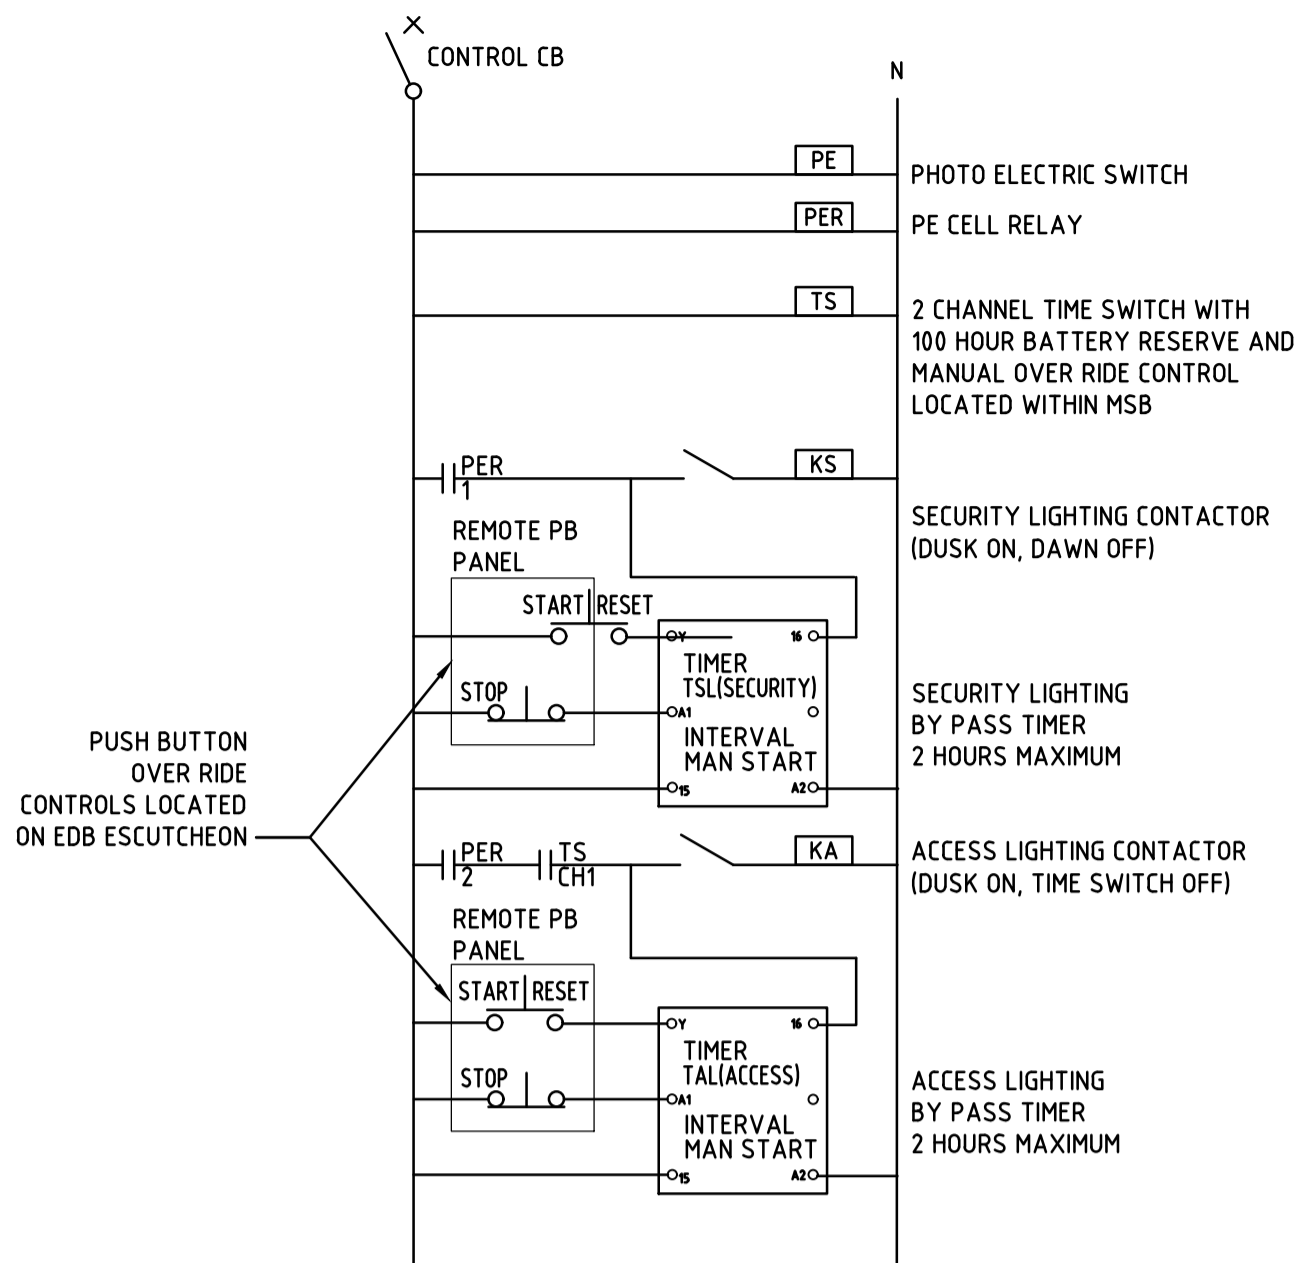 CONTROL CB
N
PE
PHOTO ELECTRIC SWITCH
PER
PE CELL RELAY
TS
2 CHANNEL TIME SWITCH WITH
100 HOUR BATTERY RESERVE AND
MANUAL OVER RIDE CONTROL
LOCATED WITHIN MSB
PER
1
KS
SECURITY LIGHTING CONTACTOR
(DUSK ON, DAWN OFF)
REMOTE PB
PANEL
START RESET
Y
16
TIMER
TSL(SECURITY)
STOP
A1
INTERVAL
MAN START
15
A2
SECURITY LIGHTING
BY PASS TIMER
2 HOURS MAXIMUM
PUSH BUTTON
OVER RIDE
CONTROLS LOCATED
ON EDB ESCUTCHEON
PER
2
TS
CH1
KA
ACCESS LIGHTING CONTACTOR
(DUSK ON, TIME SWITCH OFF)
REMOTE PB
PANEL
START RESET
Y
16
TIMER
TAL(ACCESS)
STOP
A1
INTERVAL
MAN START
15
A2
ACCESS LIGHTING
BY PASS TIMER
2 HOURS MAXIMUM